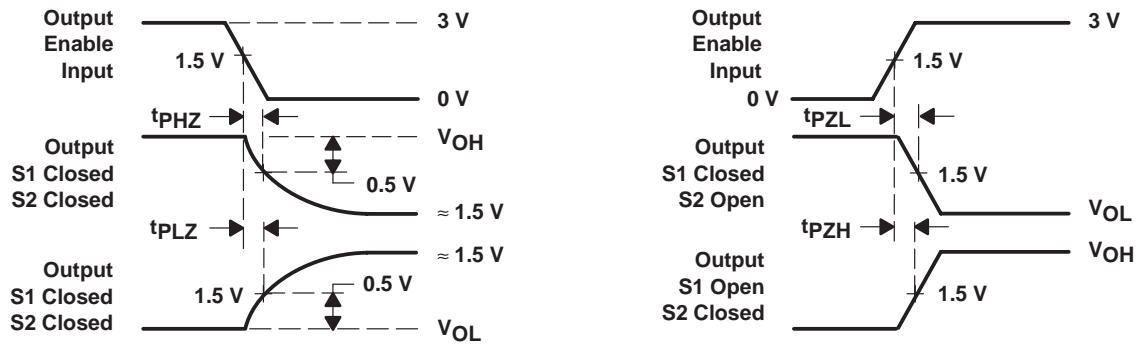 Output
Enable
Input
1.5 V
3 V
0 V
tPHZ
Output
S1 Closed
S2 Closed
VOH
0.5 V
≈ 1.5 V
tPLZ
Output
S1 Closed
S2 Closed
1.5 V
≈ 1.5 V
0.5 V
VOL
Output
Enable
Input
0 V
3 V
1.5 V
tPZL
Output
S1 Closed
S2 Open
1.5 V
VOL
tPZH
Output
S1 Open
S2 Closed
VOH
1.5 V